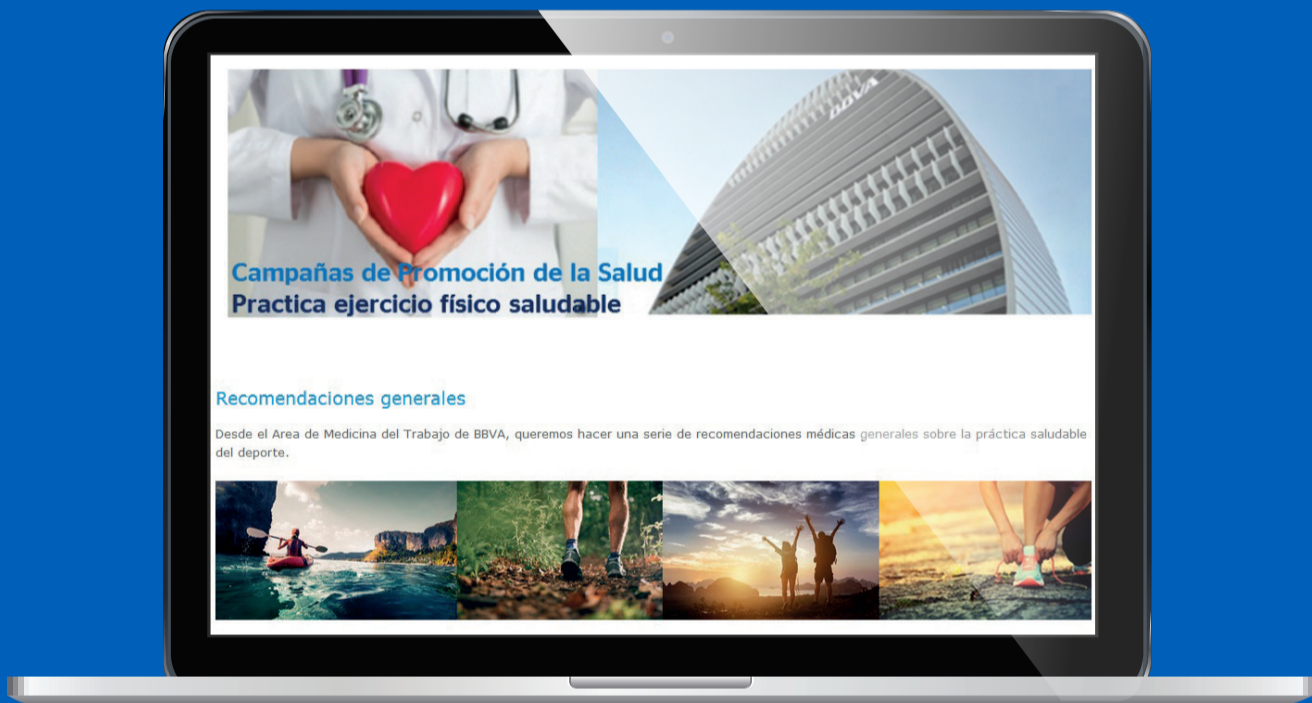 BBVA
Campañas de Promoción de la Salud
Practica ejercicio físico saludable
Recomendaciones generales
Desde el Area de Medicina del Trabajo de BBVA, queremos hacer una serie de recomendaciones médicas generales sobre la práctica saludable
del deporte.